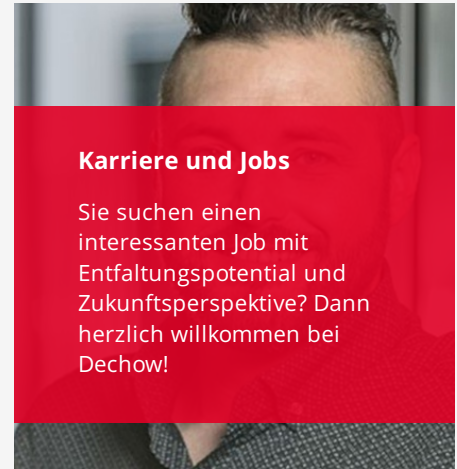 Karriere und Jobs
Sie suchen einen
interessanten Job mit
Entfaltungspotential und
Zukunftsperspektive? Dann
herzlich willkommen bei
Dechow!